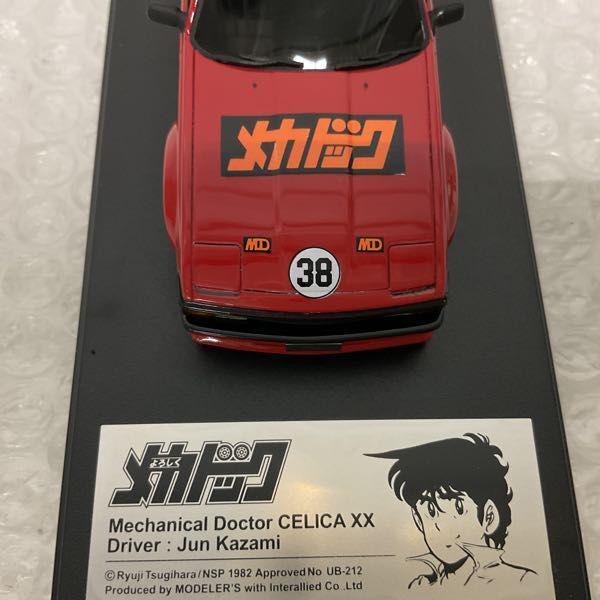 メカドック
MD
MD
38
よろしく
メカドック
Mechanical Doctor CELICA XX
Driver : Jun Kazami
©Ryuji Tsugihara/NSP 1982 Approved No UB-212
Produced by MODELER'S with Interallied Co.,Ltd